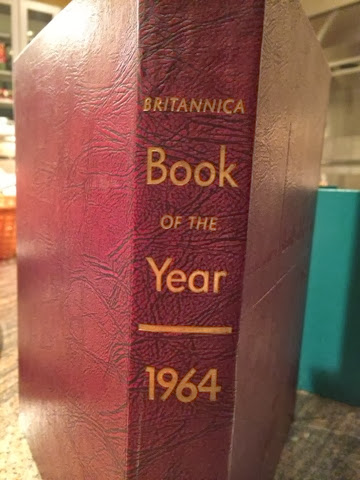 BRITANNICA
Book
OF THE
Year
1964